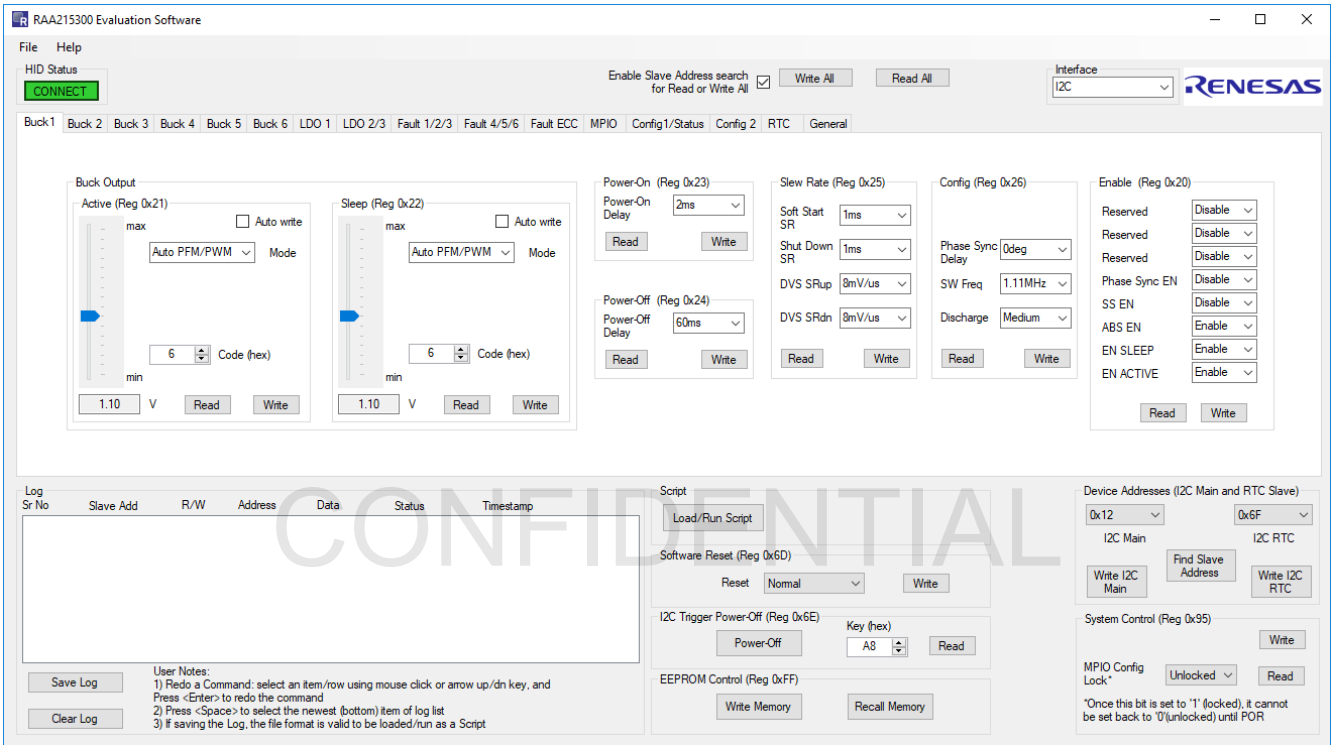 RAA215300 Evaluation Software
File Help
HID Status
CONNECT
Enable Slave Address search
for Read or Write All
Write All Read All
Interface
I2C
RENESAS
Buck1 Buck 2 Buck 3 Buck 4 Buck 5 Buck 6 LDO 1 LDO 2/3 Fault 1/2/3 Fault 4/5/6 Fault ECC MPIO Config1/Status Config 2 RTC General
Buck Output
Active (Reg 0x21)
max
Auto write
Auto PFM/PWM Mode
6 Code (hex)
min
1.10 V Read Write
Sleep (Reg 0x22)
max
Auto write
Auto PFM/PWM Mode
6 Code (hex)
min
1.10 V Read Write
Power-On (Reg 0x23)
Power-On
Delay
2ms
Read Write
Power-Off (Reg 0x24)
Power-Off
Delay
60ms
Read Write
Slew Rate (Reg 0x25)
Soft Start
SR
1ms
Shut Down
SR
1ms
DVS SRup 8mV/us
DVS SRdn 8mV/us
Read Write
Config (Reg 0x26)
Phase Sync
Delay
0deg
SW Freq 1.11MHz
Discharge Medium
Read Write
Enable (Reg 0x20)
Reserved Disable
Reserved Disable
Reserved Disable
Phase Sync EN Disable
SS EN Disable
ABS EN Enable
EN SLEEP Enable
EN ACTIVE Enable
Read Write
Log
Sr No Slave Add R/W Address Data Status Timestamp
CONFIDENTIAL
Save Log
Clear Log
User Notes:
1) Redo a Command: select an item/row using mouse click or arrow up/dn key, and
Press <Enter> to redo the command
2) Press <Space> to select the newest (bottom) item of log list
3) If saving the Log, the file format is valid to be loaded/run as a Script
Script
Load/Run Script
Software Reset (Reg 0x6D)
Reset Normal Write
I2C Trigger Power-Off (Reg 0x6E)
Key (hex)
Power-Off A8 Read
EEPROM Control (Reg 0xFF)
Write Memory Recall Memory
Device Addresses (I2C Main and RTC Slave)
0x12 0x6F
I2C Main I2C RTC
Find Slave
Address
Write I2C
Main
Write I2C
RTC
System Control (Reg 0x95)
Write
MPIO Config
Lock*
Unlocked Read
*Once this bit is set to '1' (locked), it cannot
be set back to '0'(unlocked) until POR